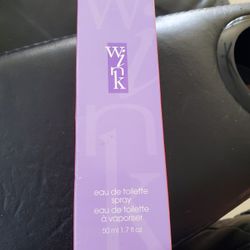 wink
eau de toilette
spray
eau de toilette
à vaporiser
50 ml 1.7 fl oz